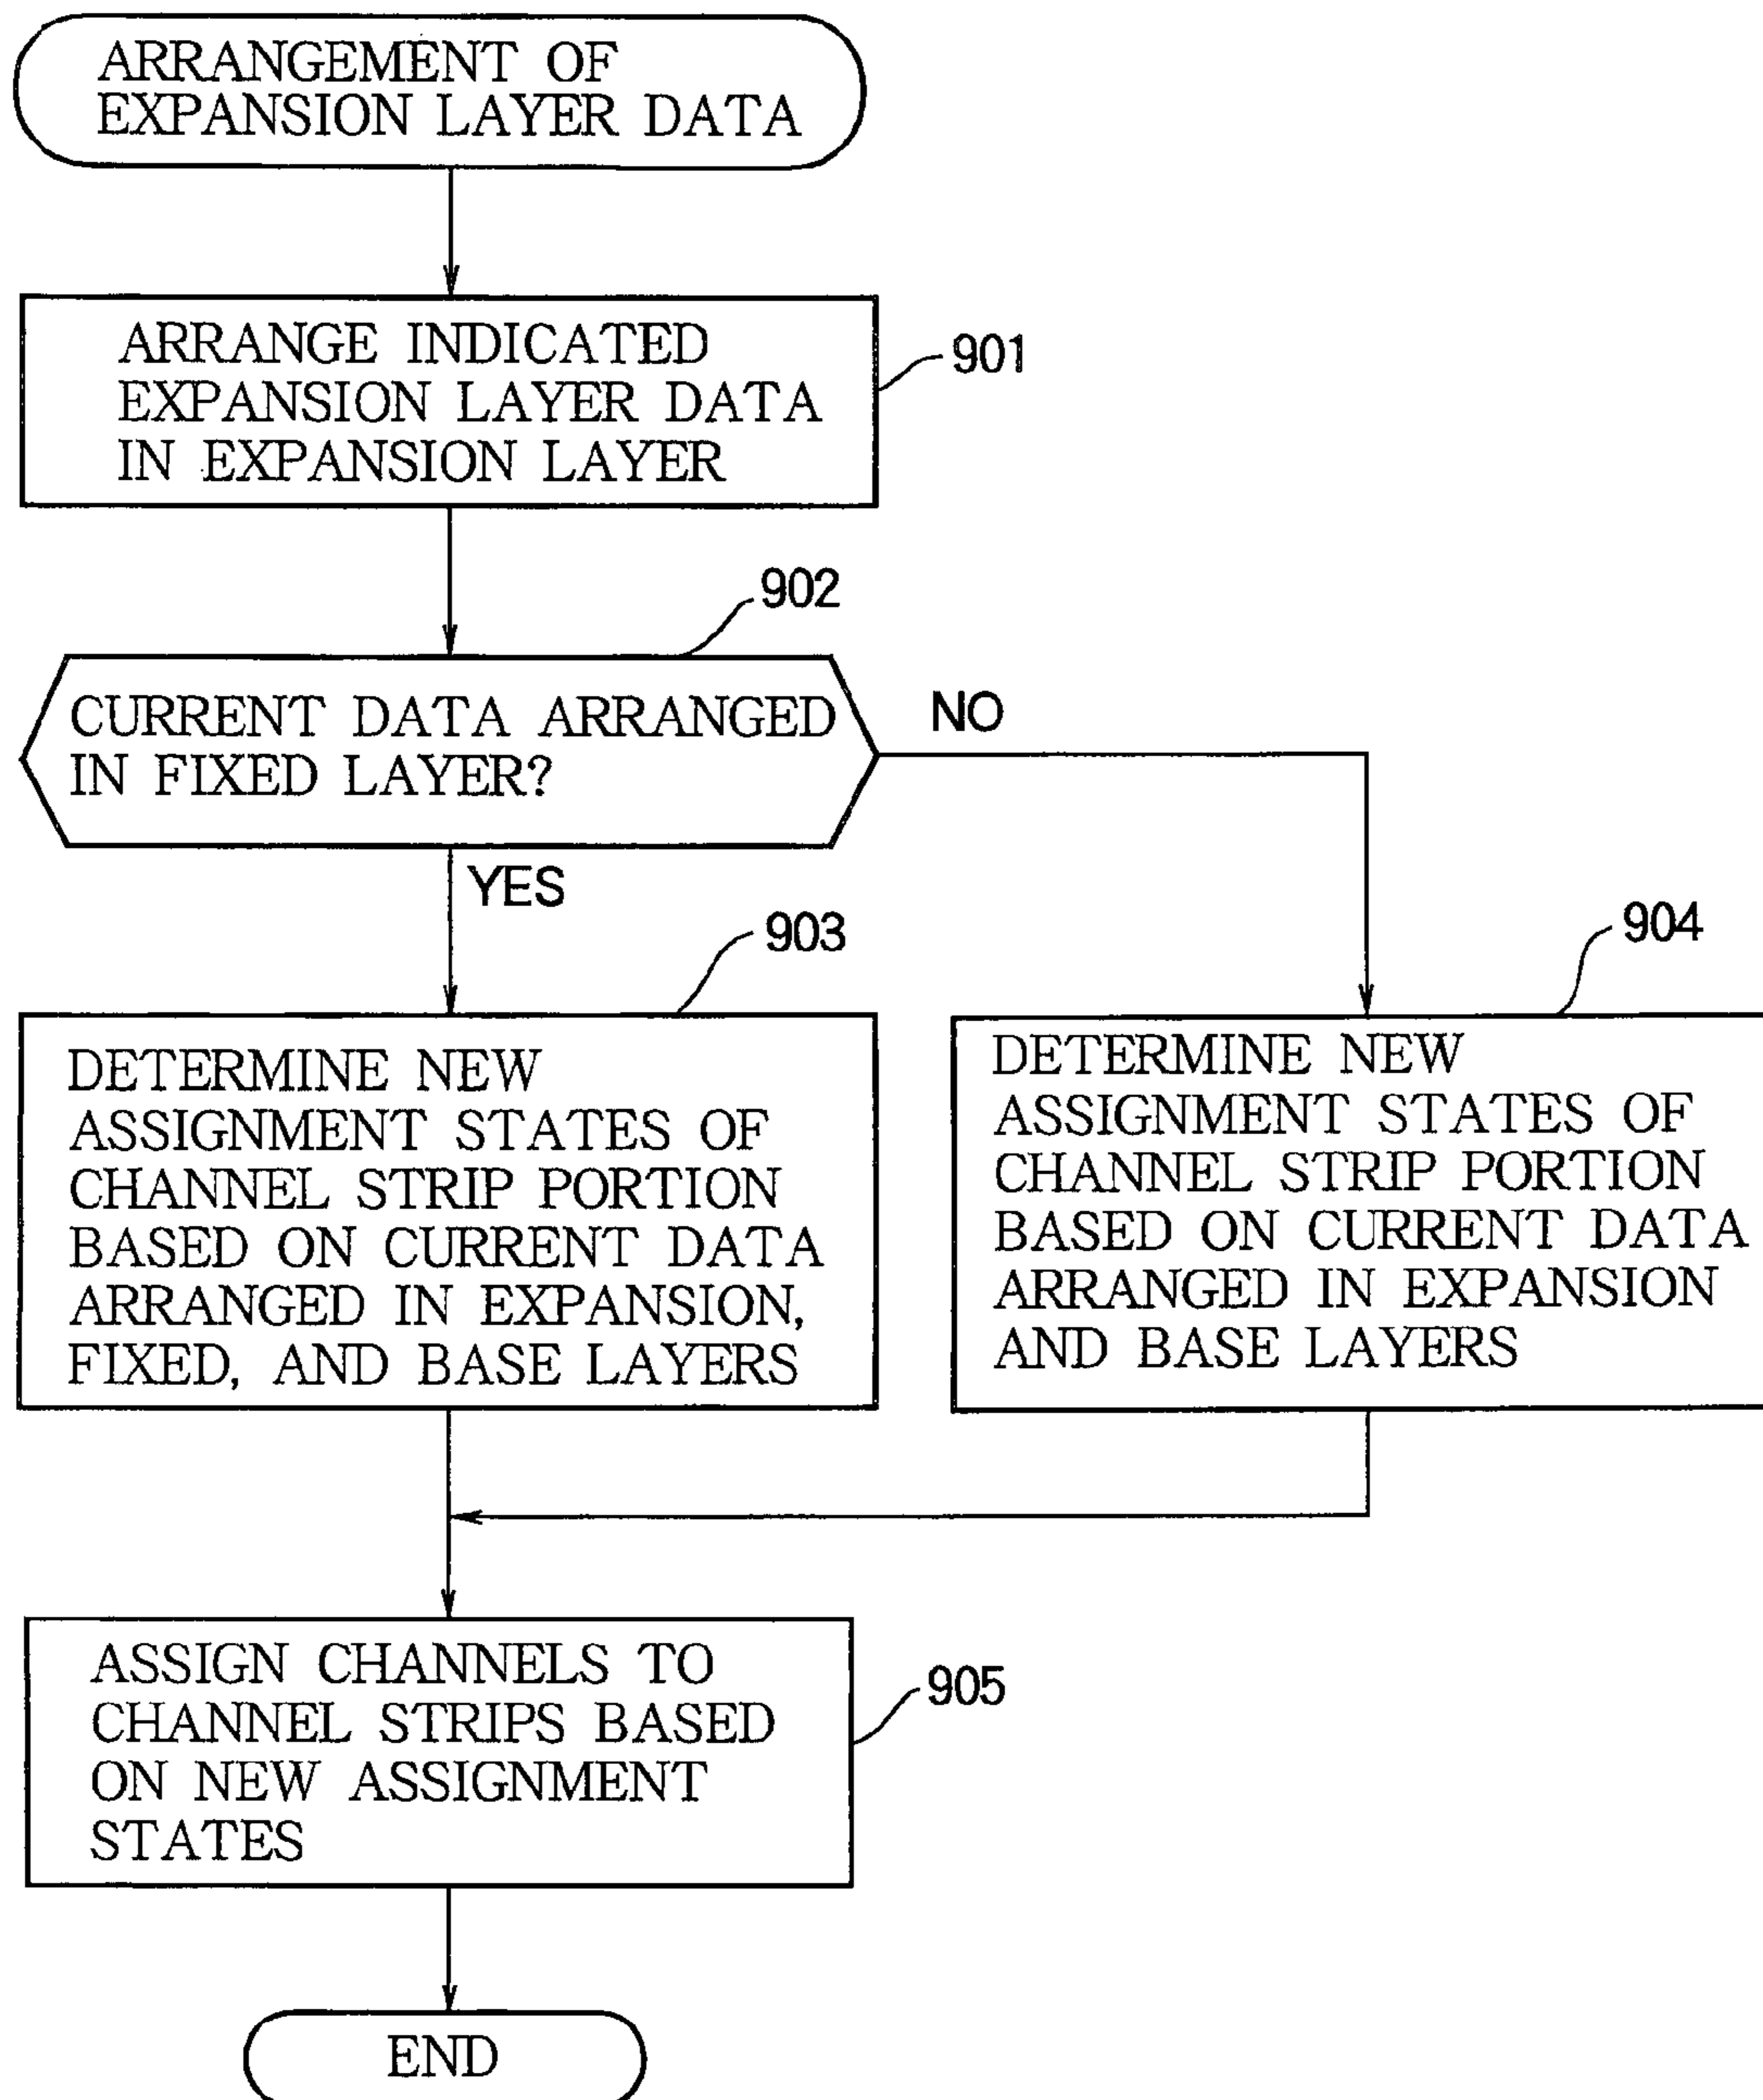 ARRANGEMENT OF
EXPANSION LAYER DATA
ARRANGE INDICATED
EXPANSION LAYER DATA
IN EXPANSION LAYER
901
902
CURRENT DATA ARRANGED
IN FIXED LAYER?
NO
YES
903
DETERMINE NEW
ASSIGNMENT STATES OF
CHANNEL STRIP PORTION
BASED ON CURRENT DATA
ARRANGED IN EXPANSION,
FIXED, AND BASE LAYERS
904
DETERMINE NEW
ASSIGNMENT STATES OF
CHANNEL STRIP PORTION
BASED ON CURRENT DATA
ARRANGED IN EXPANSION
AND BASE LAYERS
ASSIGN CHANNELS TO
CHANNEL STRIPS BASED
ON NEW ASSIGNMENT
STATES
905
END